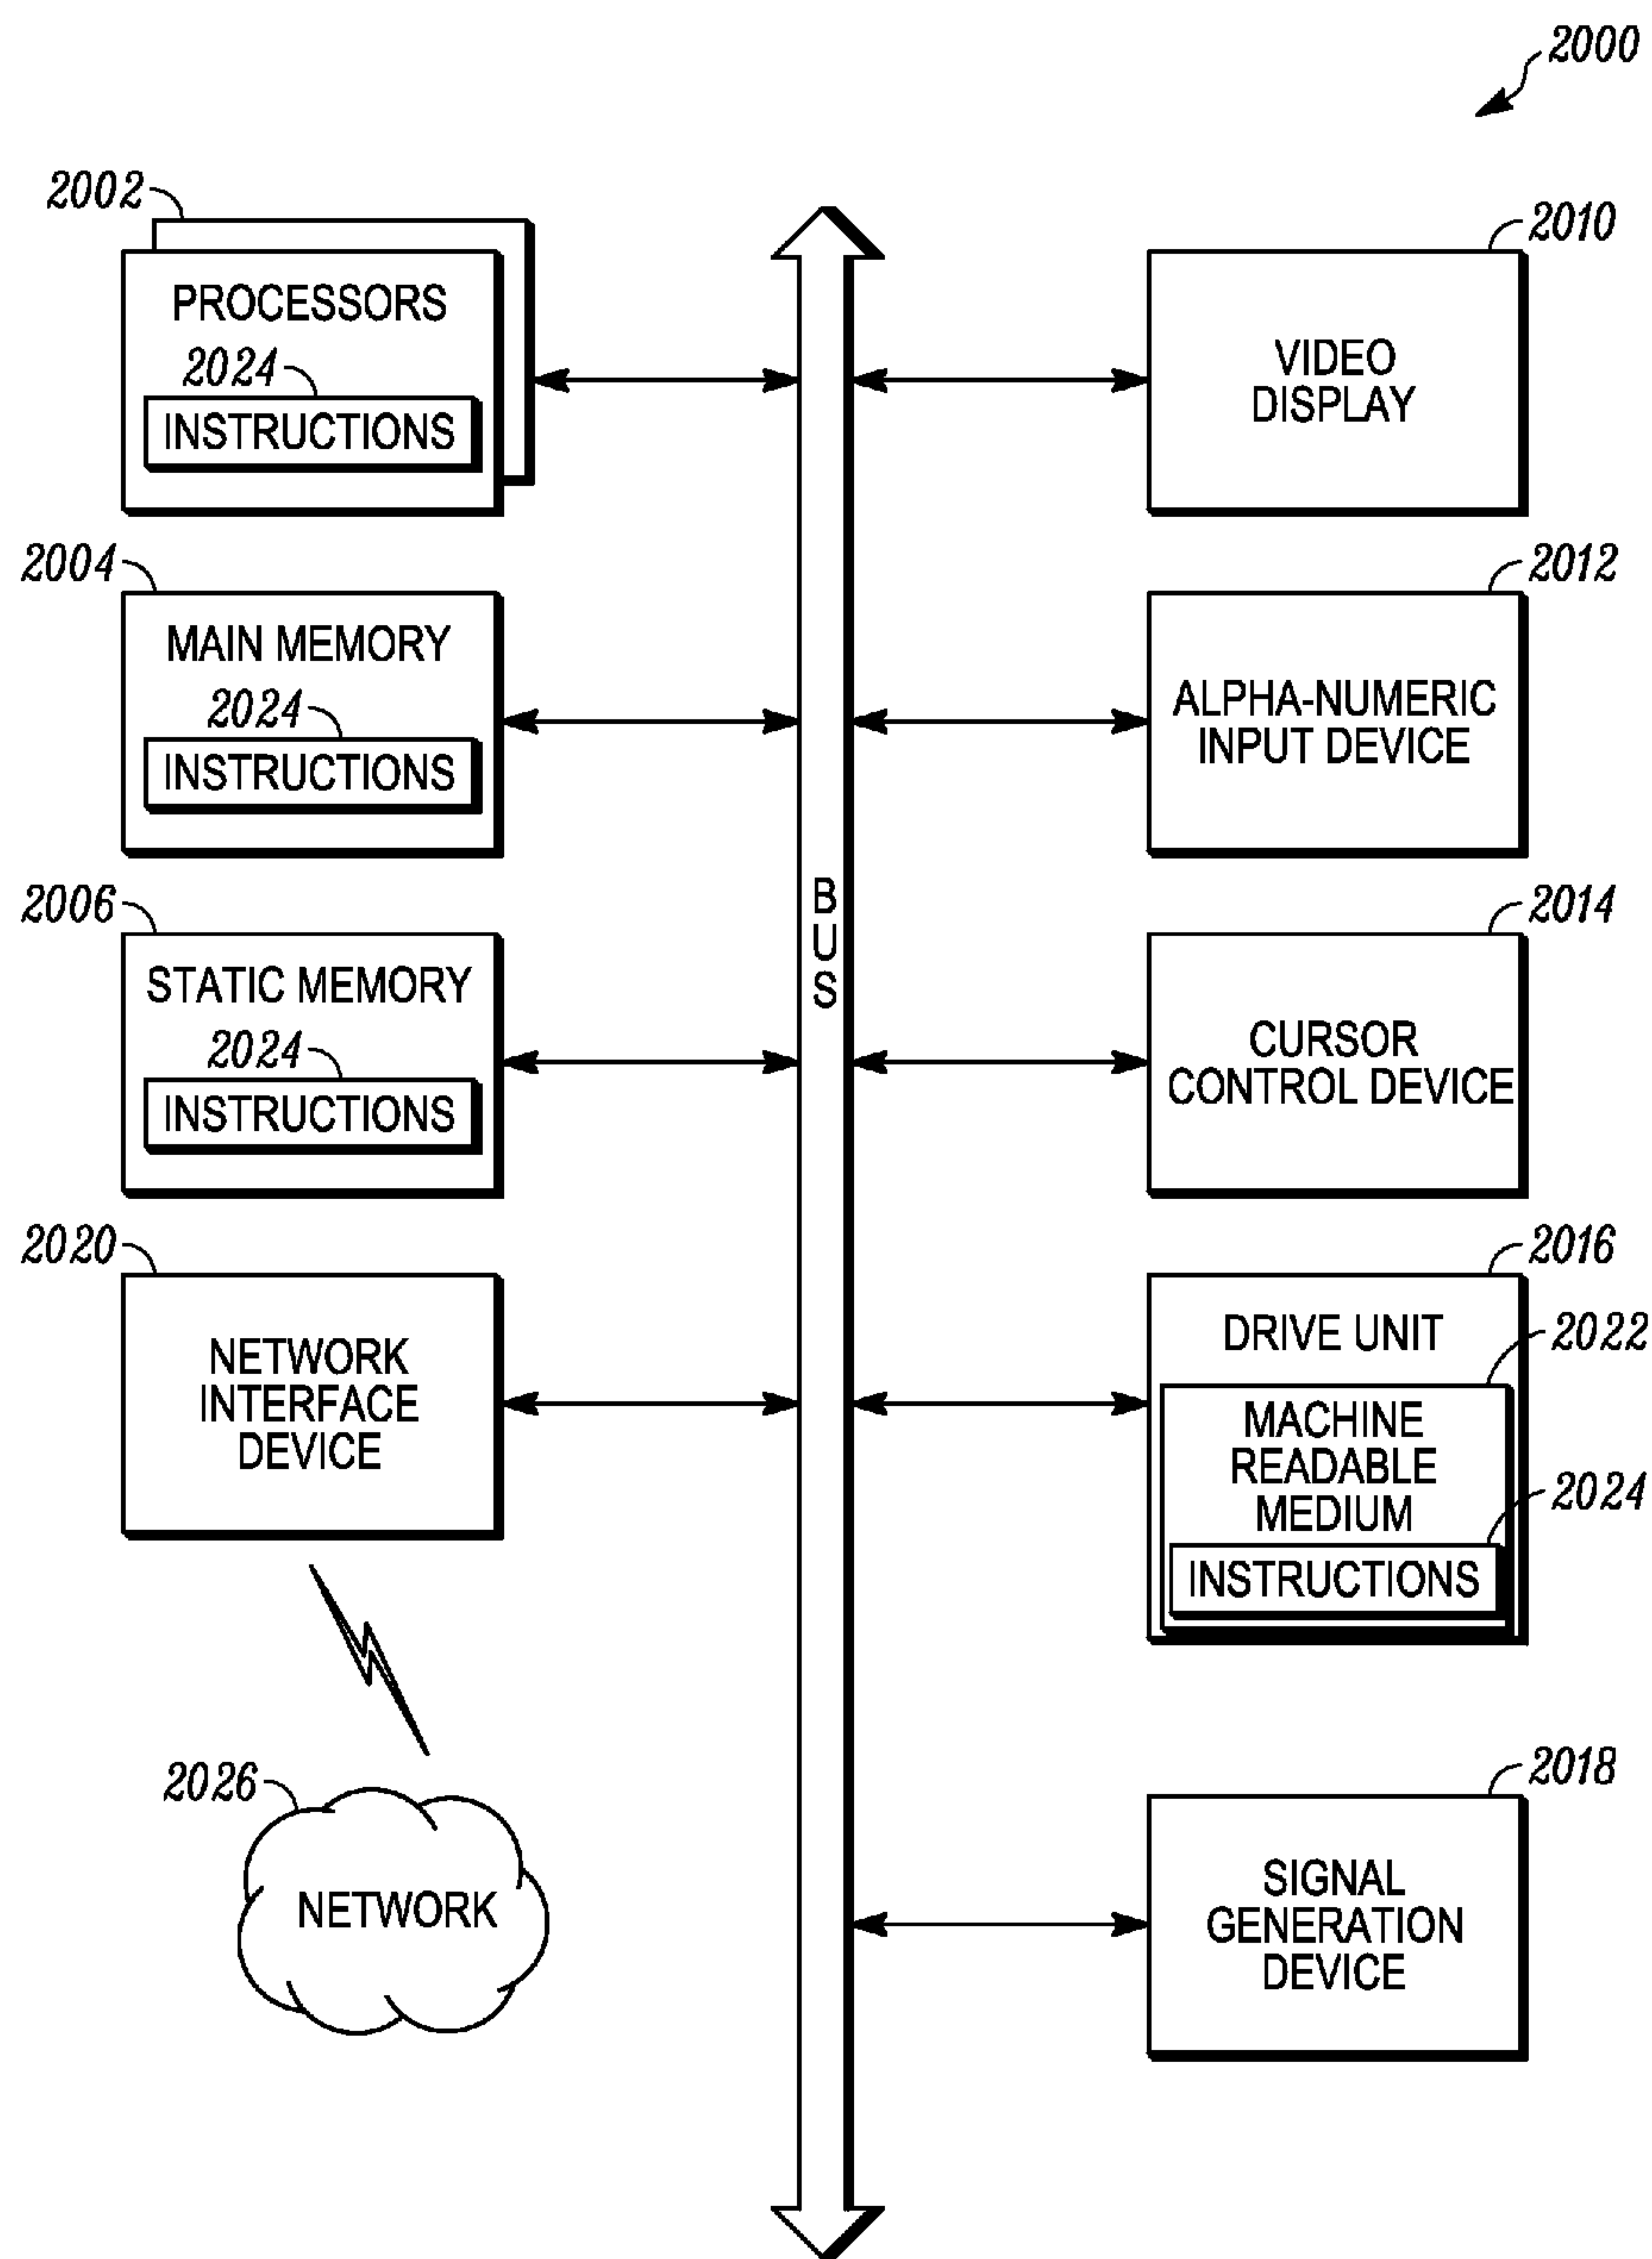 2000
2002
PROCESSORS
2024
INSTRUCTIONS
2004
MAIN MEMORY
2024
INSTRUCTIONS
2006
STATIC MEMORY
2024
INSTRUCTIONS
2020
NETWORK
INTERFACE
DEVICE
2026
NETWORK
BUS
2010
VIDEO
DISPLAY
2012
ALPHA-NUMERIC
INPUT DEVICE
2014
CURSOR
CONTROL DEVICE
2016
DRIVE UNIT
2022
MACHINE
READABLE
MEDIUM
2024
INSTRUCTIONS
2018
SIGNAL
GENERATION
DEVICE